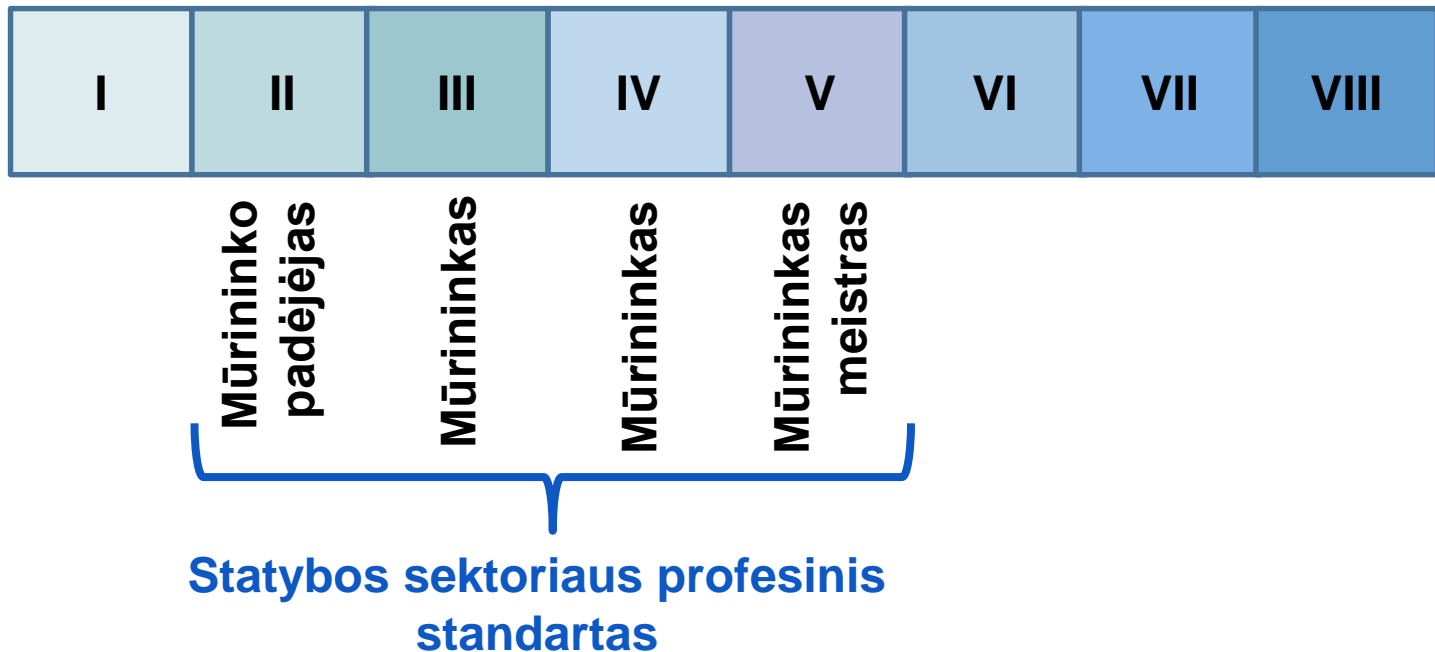 I II III IV V VI VII VIII
Mūrininko
padėjėjas
Mūrininkas
Mūrininkas
Mūrininkas
meistras
Statybos sektoriaus profesinis
standartas